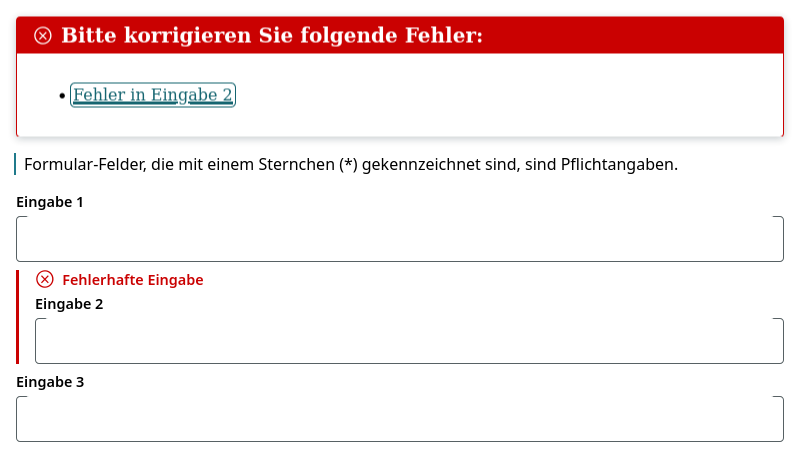 Bitte korrigieren Sie folgende Fehler:
Fehler in Eingabe 2
Formular-Felder, die mit einem Sternchen (*) gekennzeichnet sind, sind Pflichtangaben.
Eingabe 1
Fehlerhafte Eingabe
Eingabe 2
Eingabe 3